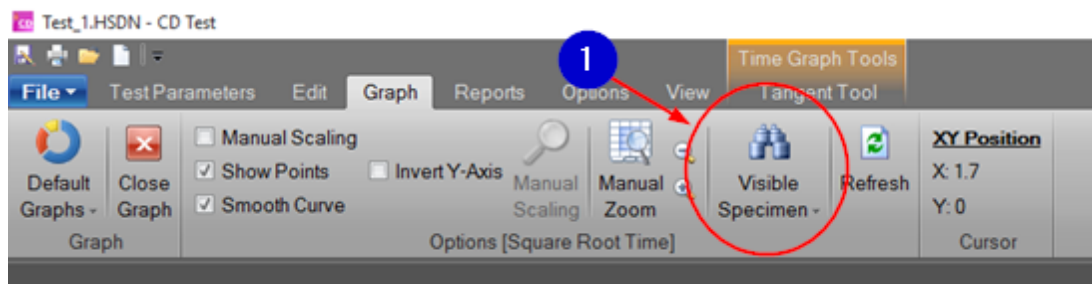 CD Test_1.HSDN - CD Test
1
Time Graph Tools
File Test Parameters Edit Graph Reports Options View Tangent Tool
Manual Scaling
Show Points
Smooth Curve
Invert Y-Axis
Default Graphs
Close Graph
Manual Scaling
Manual Zoom
Visible Specimen
Refresh
XY Position
X: 1.7
Y: 0
Graph
Options [Square Root Time]
Cursor